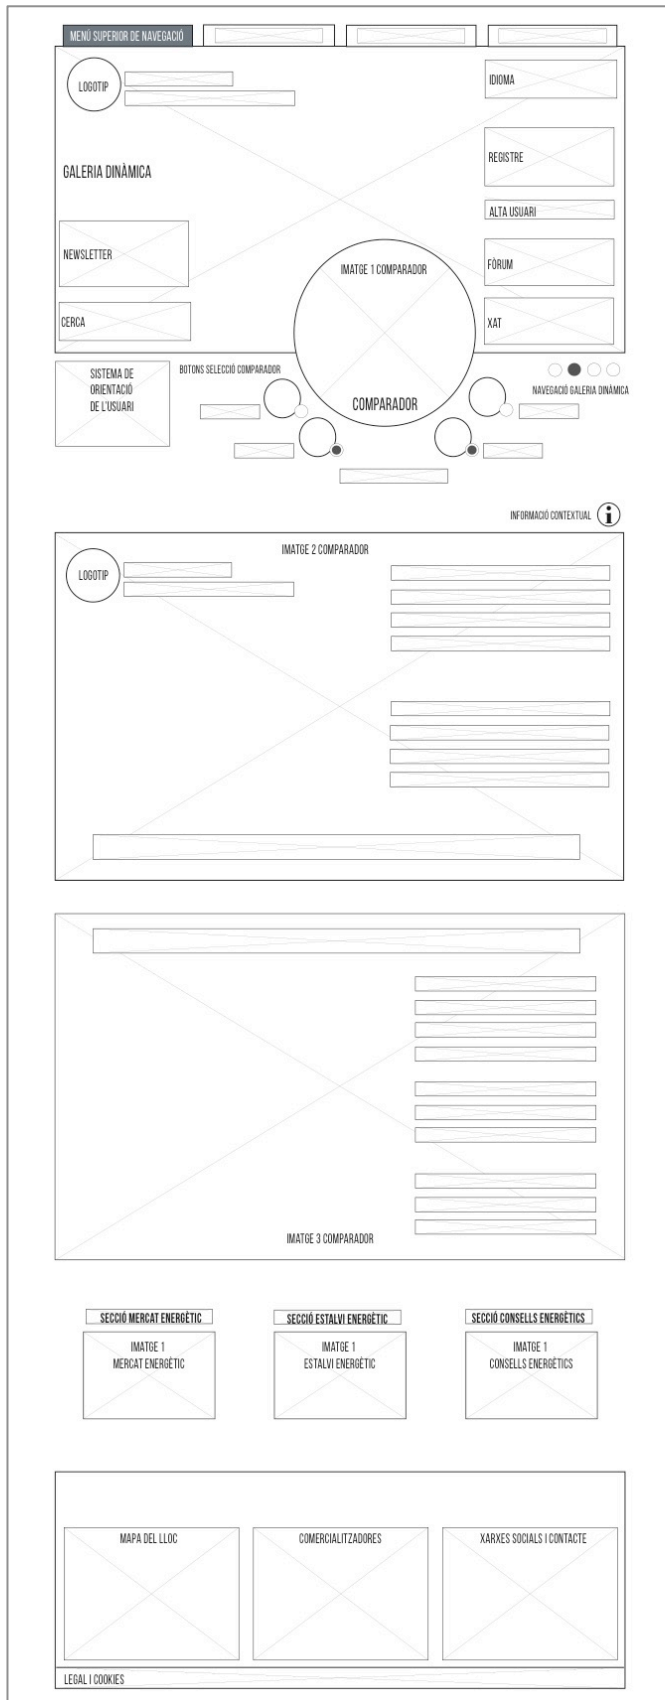 MENÚ SUPERIOR DE NAVEGACIÓ
LOGOTIP
IDIOMA
GALERIA DINÀMICA
REGISTRE
ALTA USUARI
NEWSLETTER
IMATGE 1 COMPARADOR
FÒRUM
CERCA
XAT
SISTEMA DE
ORIENTACIÓ
DE L'USUARI
BOTONS SELECCIÓ COMPARADOR
COMPARADOR
NAVEGACIÓ GALERIA DINÀMICA
INFORMACIÓ CONTEXTUAL
i
IMATGE 2 COMPARADOR
LOGOTIP
IMATGE 3 COMPARADOR
SECCIÓ MERCAT ENERGÈTIC
IMATGE 1
MERCAT ENERGÈTIC
SECCIÓ ESTALVI ENERGÈTIC
IMATGE 1
ESTALVI ENERGÈTIC
SECCIÓ CONSELLS ENERGÈTICS
IMATGE 1
CONSELLS ENERGÈTICS
MAPA DEL LLOC
COMERCIALITZADORES
XARXES SOCIALS I CONTACTE
LEGAL I COOKIES